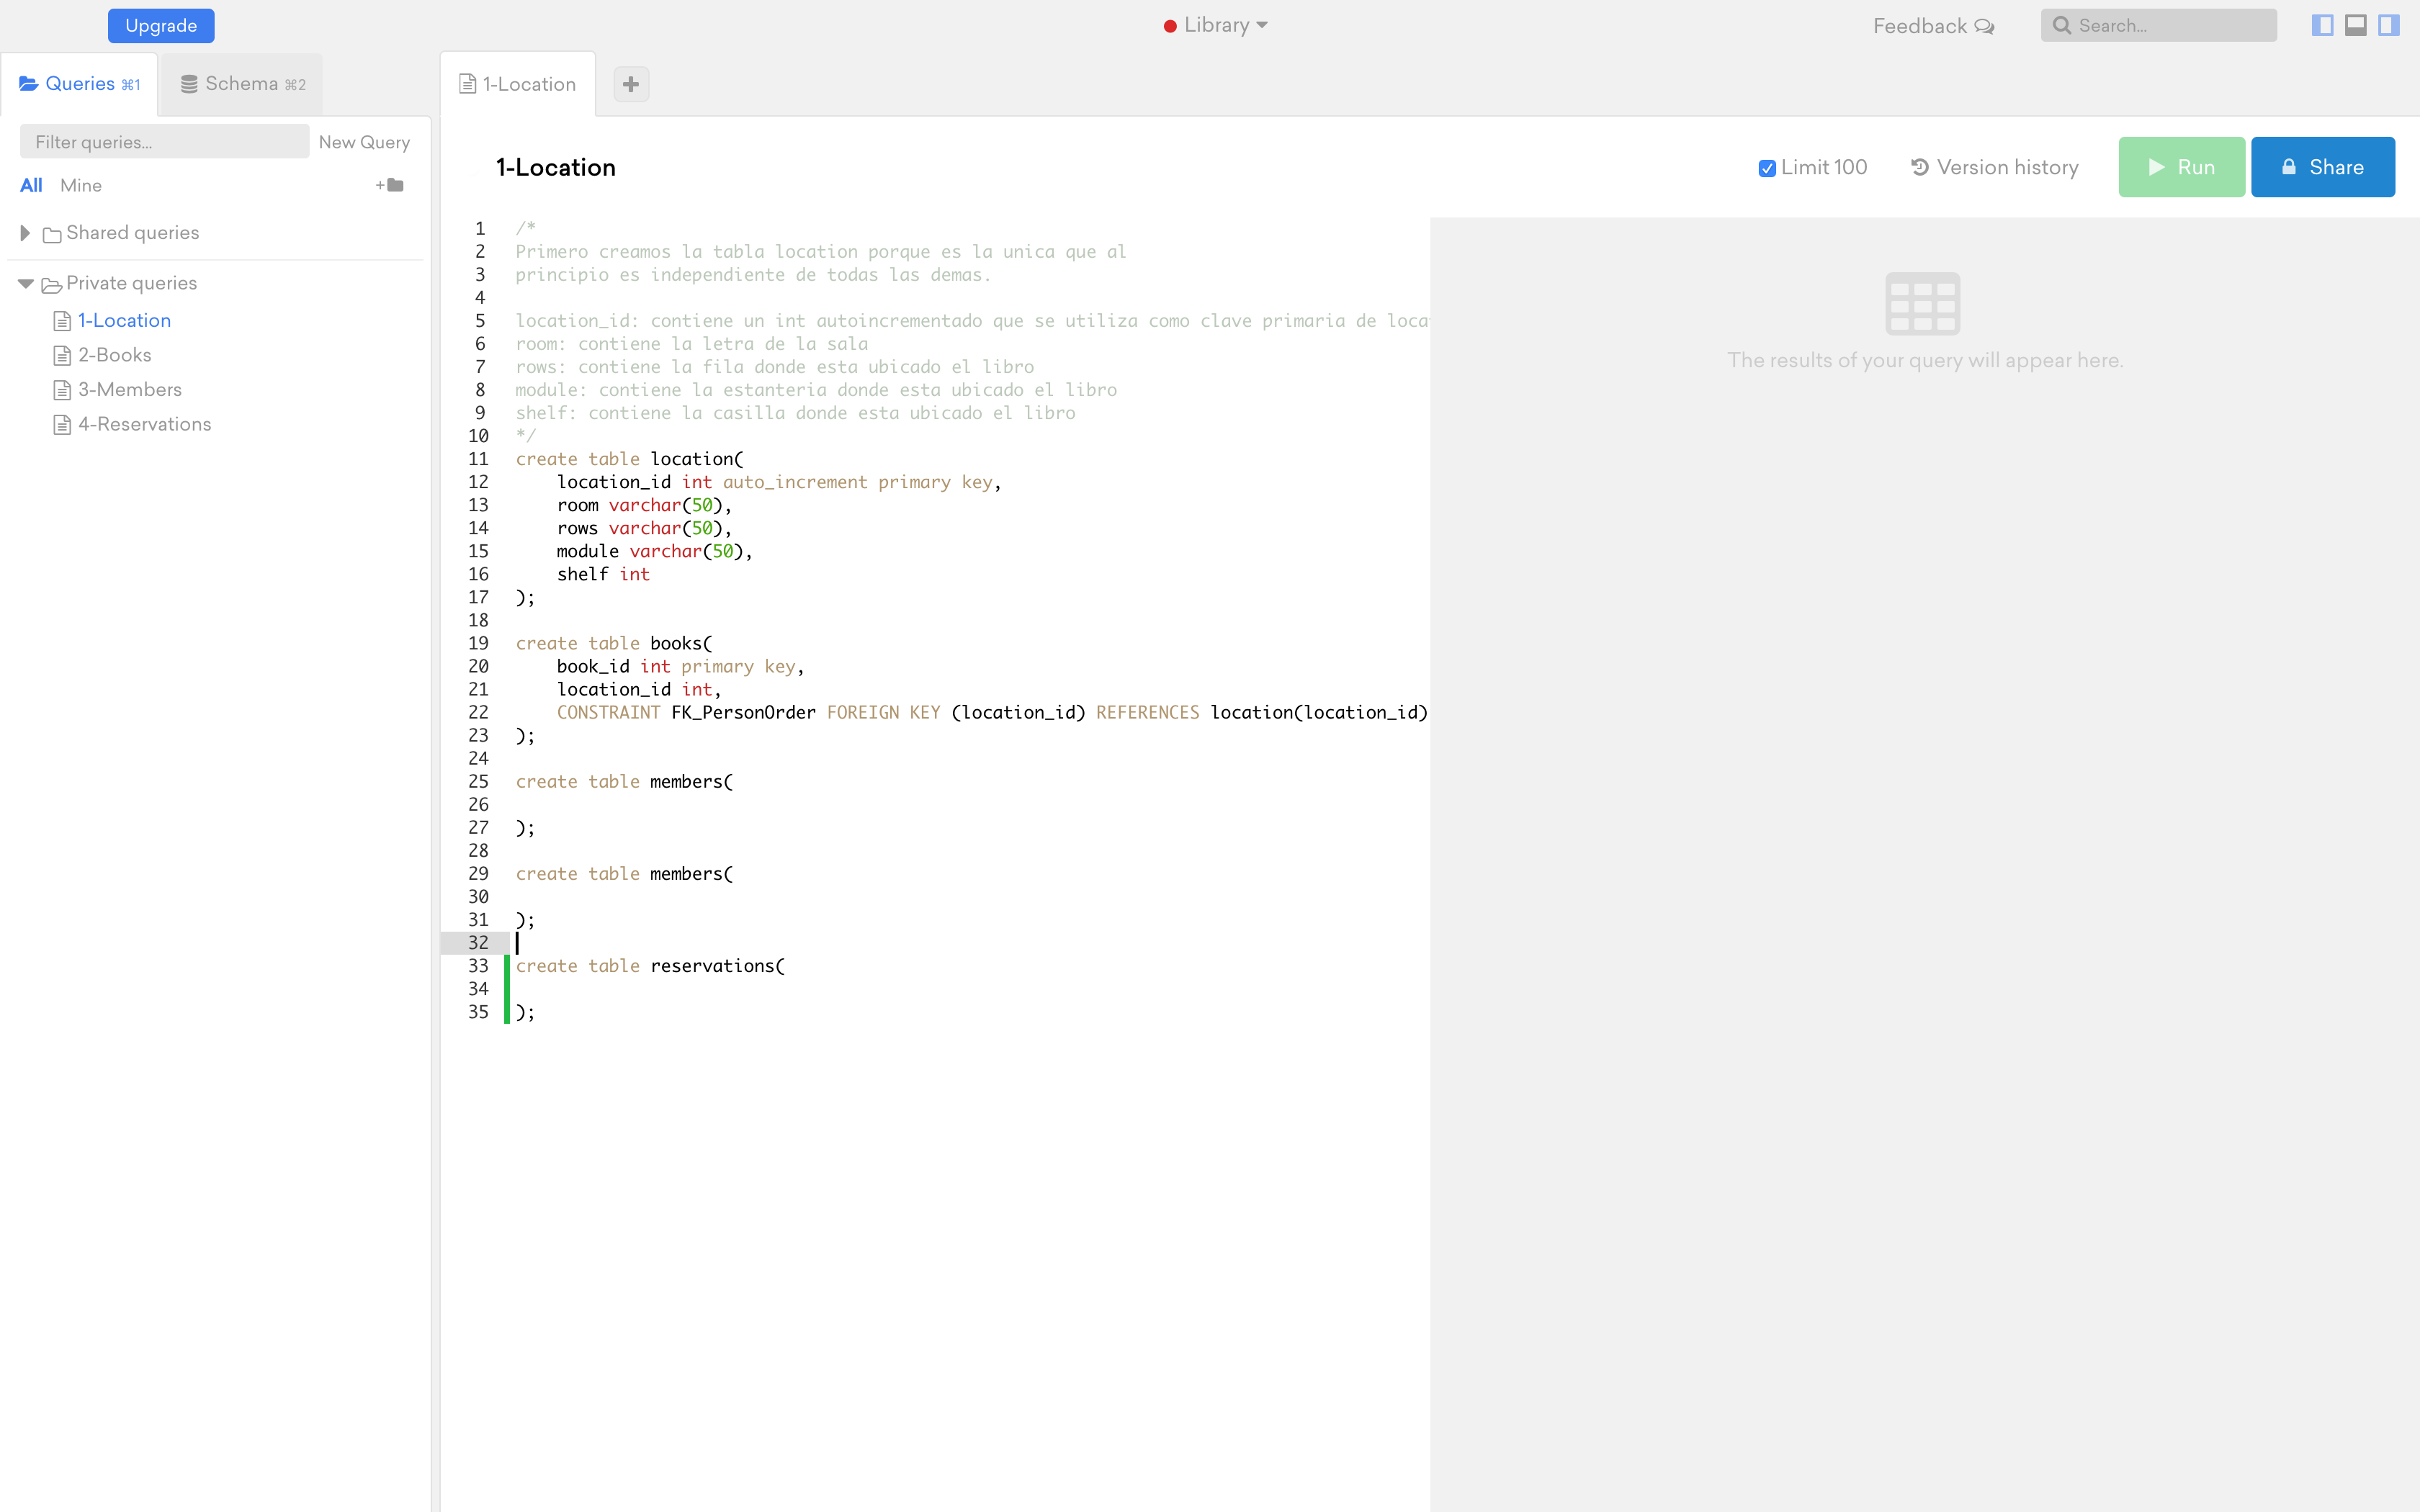 Upgrade
Library
Feedback
Search...
Queries ⌘1
Schema ⌘2
1-Location
Filter queries...
New Query
All Mine
+
Shared queries
Private queries
1-Location
2-Books
3-Members
4-Reservations
1-Location
Limit 100
Version history
Run
Share
1 /*
2 Primero creamos la tabla location porque es la unica que al
3 principio es independiente de todas las demas.
4
5 location_id: contiene un int autoincrementado que se utiliza como clave primaria de loca
6 room: contiene la letra de la sala
7 rows: contiene la fila donde esta ubicado el libro
8 module: contiene la estanteria donde esta ubicado el libro
9 shelf: contiene la casilla donde esta ubicado el libro
10 */
11 create table location(
12 location_id int auto_increment primary key,
13 room varchar(50),
14 rows varchar(50),
15 module varchar(50),
16 shelf int
17 );
18
19 create table books(
20 book_id int primary key,
21 location_id int,
22 CONSTRAINT FK_PersonOrder FOREIGN KEY (location_id) REFERENCES location(location_id)
23 );
24
25 create table members(
26
27 );
28
29 create table members(
30
31 );
32
33 create table reservations(
34
35 );
The results of your query will appear here.